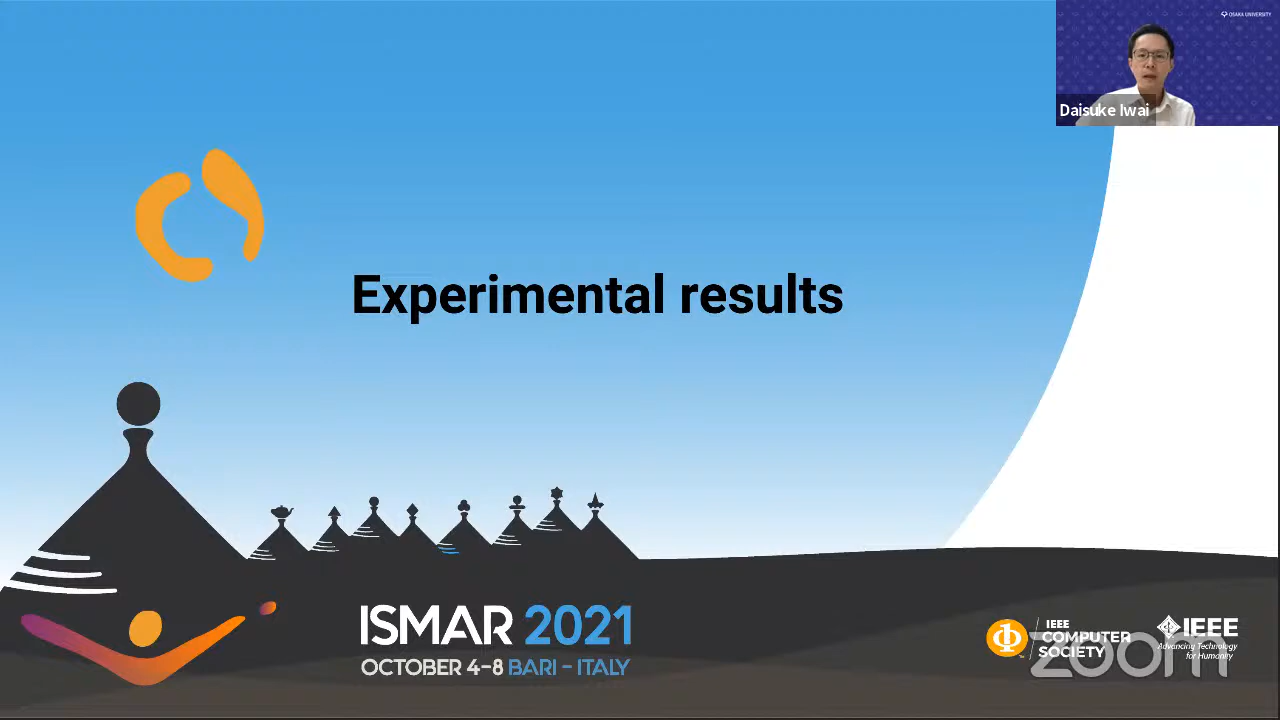 OSAKA UNIVERSITY
Daisuke Iwai
Experimental results
ISMAR 2021
OCTOBER 4-8 BARI - ITALY
IEEE
COMPUTER
SOCIETY
IEEE
Advancing Technology
for Humanity
zoom